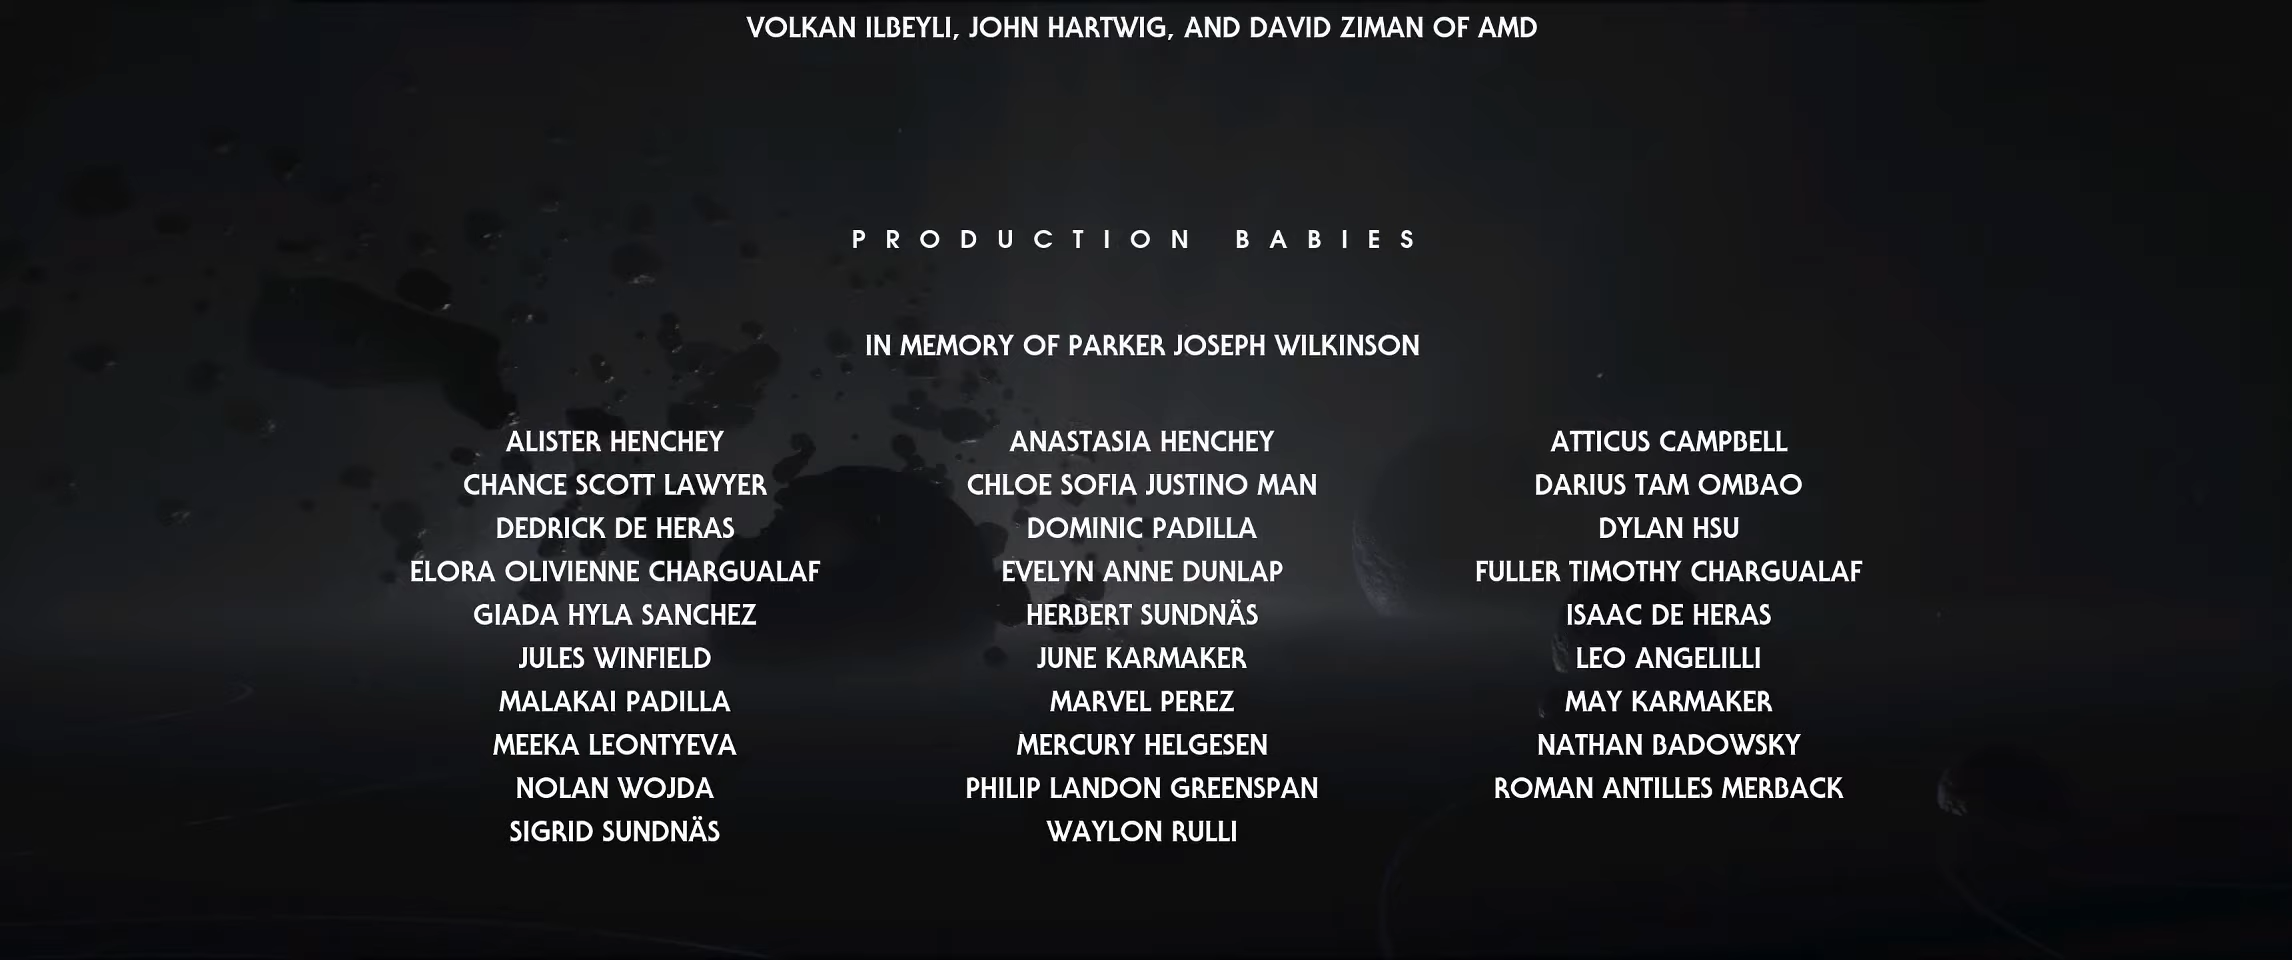 VOLKAN ILBEYLI, JOHN HARTWIG, AND DAVID ZIMAN OF AMD
PRODUCTION BABIES
IN MEMORY OF PARKER JOSEPH WILKINSON
ALISTER HENCHEY ANASTASIA HENCHEY ATTICUS CAMPBELL
CHANCE SCOTT LAWYER CHLOE SOFIA JUSTINO MAN DARIUS TAM OMBAO
DEDRICK DE HERAS DOMINIC PADILLA DYLAN HSU
ELORA OLIVIENNE CHARGUALAF EVELYN ANNE DUNLAP FULLER TIMOTHY CHARGUALAF
GIADA HYLA SANCHEZ HERBERT SUNDNÄS ISAAC DE HERAS
JULES WINFIELD JUNE KARMAKER LEO ANGELILLI
MALAKAI PADILLA MARVEL PEREZ MAY KARMAKER
MEEKA LEONTYEVA MERCURY HELGESEN NATHAN BADOWSKY
NOLAN WOJDA PHILIP LANDON GREENSPAN ROMAN ANTILLES MERBACK
SIGRID SUNDNÄS WAYLON RULLI